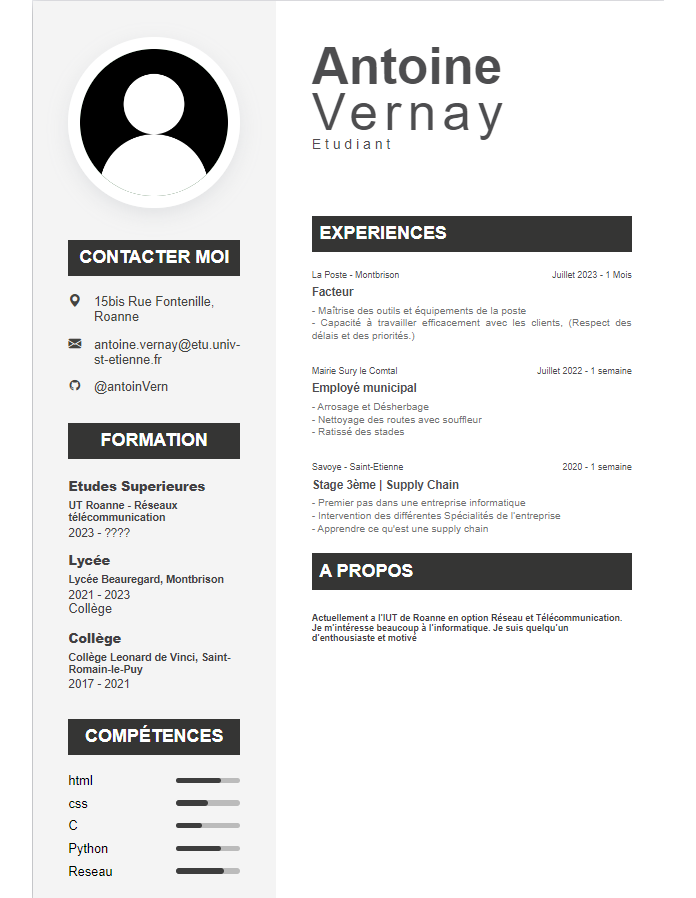 Antoine
Vernay
Etudiant
CONTACTER MOI
15bis Rue Fontenille,
Roanne
antoine.vernay@etu.univ-
st-etienne.fr
@antoinVern
FORMATION
Etudes Superieures
UT Roanne - Réseaux
télécommunication
2023 - ????
Lycée
Lycée Beauregard, Montbrison
2021 - 2023
Collège
Collège
Collège Leonard de Vinci, Saint-
Romain-le-Puy
2017 - 2021
COMPÉTENCES
html
css
C
Python
Reseau
EXPERIENCES
La Poste - Montbrison Juillet 2023 - 1 Mois
Facteur
- Maîtrise des outils et équipements de la poste
- Capacité à travailler efficacement avec les clients, (Respect des
délais et des priorités.)
Mairie Sury le Comtal Juillet 2022 - 1 semaine
Employé municipal
- Arrosage et Désherbage
- Nettoyage des routes avec souffleur
- Ratissé des stades
Savoye - Saint-Etienne 2020 - 1 semaine
Stage 3ème | Supply Chain
- Premier pas dans une entreprise informatique
- Intervention des différentes Spécialités de l'entreprise
- Apprendre ce qu'est une supply chain
A PROPOS
Actuellement a l'IUT de Roanne en option Réseau et Télécommunication.
Je m'intéresse beaucoup à l'informatique. Je suis quelqu'un
d'enthousiaste et motivé